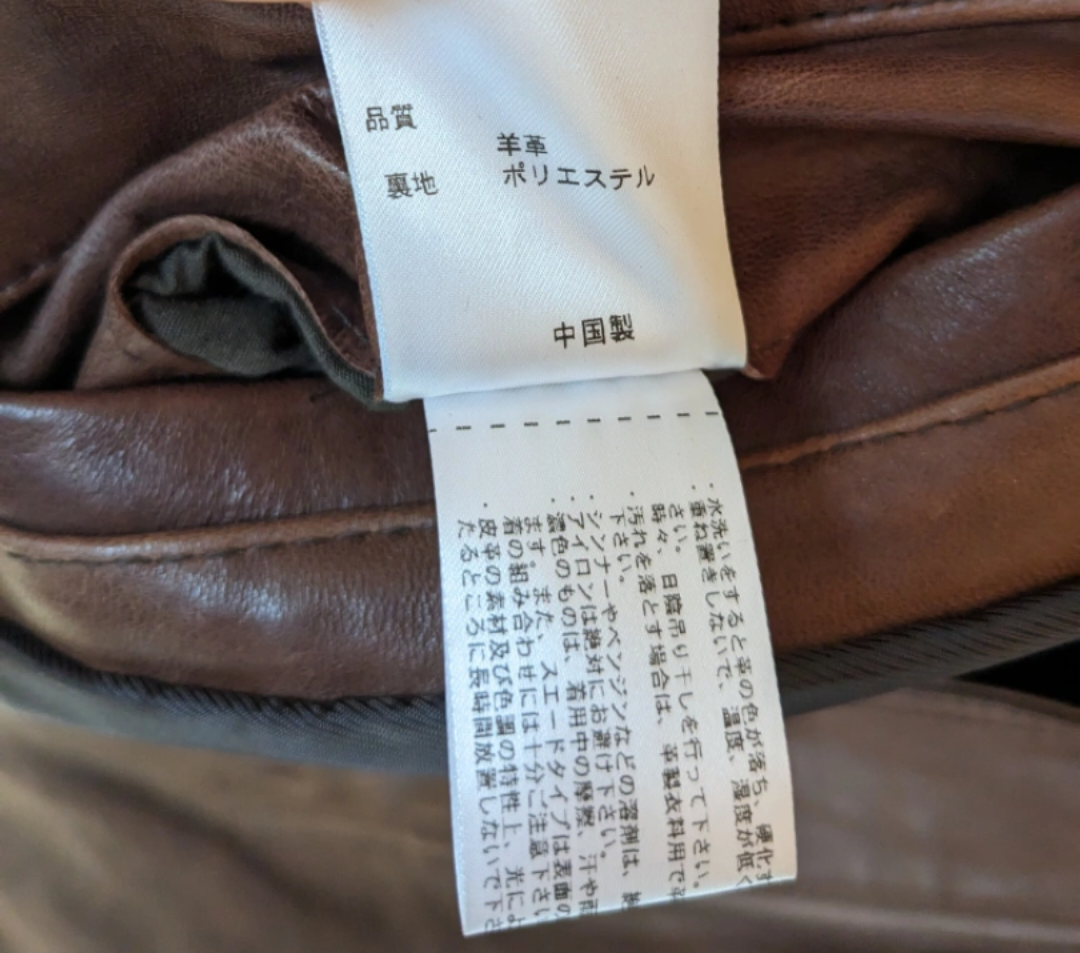 品質
羊革
裏地 ポリエステル
中国製
・水洗いをすると革の色が落ち、硬化す
・重ね置きしないで、温度、湿度が低く
さい。
時々、日陰吊り干しを行って下さい。
・汚れを落とす場合は、革製衣料用で
下さい。
・シンナーやベンジンなどの溶剤は、絶
・アイロンは絶対にお避け下さい。
・濃色のものは、着用中の摩擦、汗や雨
ます。また、スエードタイプは表面の
着の組み合わせには十分ご注意下さい
・皮革の素材及び色調の特性上、光によ
たるところに長時間放置しないで下さ